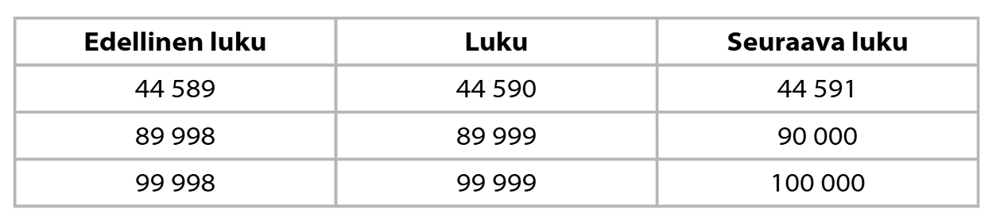 Edellinen luku Luku Seuraava luku
44 589 44 590 44 591
89 998 89 999 90 000
99 998 99 999 100 000